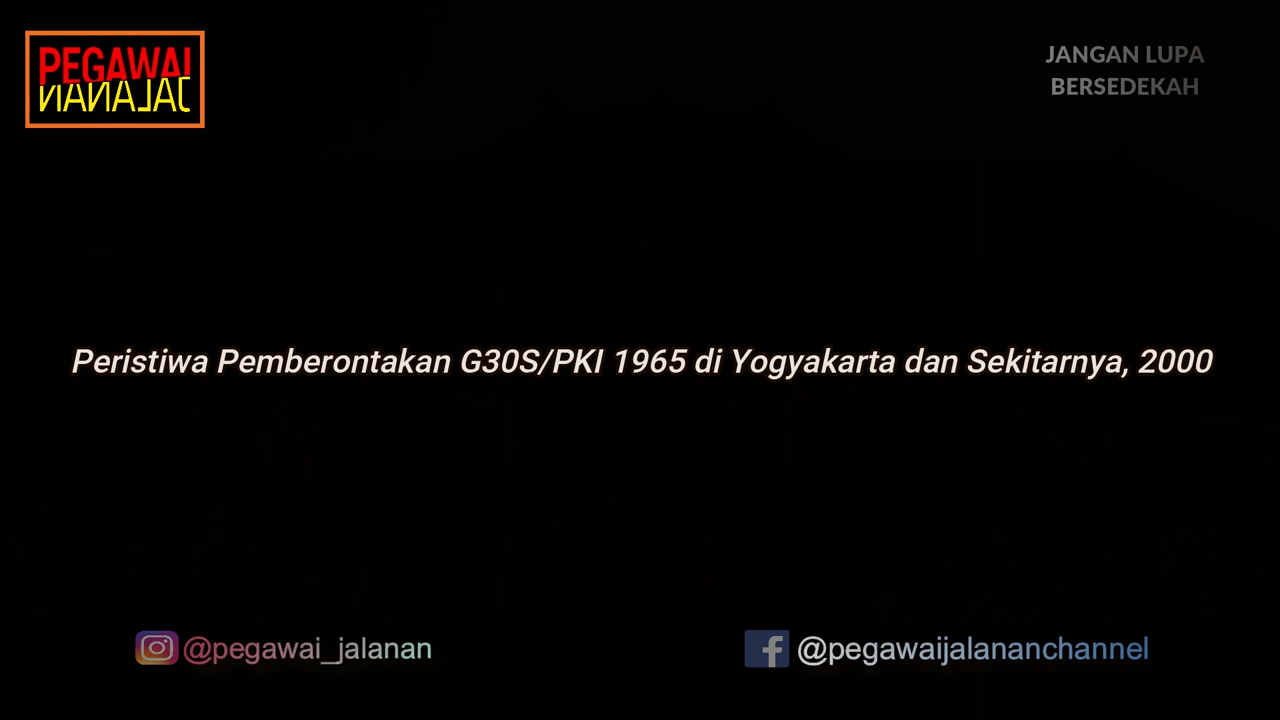 PEGAWAI
JALANAN
JANGAN LUPA
BERSEDEKAH
Peristiwa Pemberontakan G30S/PKI 1965 di Yogyakarta dan Sekitarnya, 2000
@pegawai_jalanan
@pegawaijalananchannel